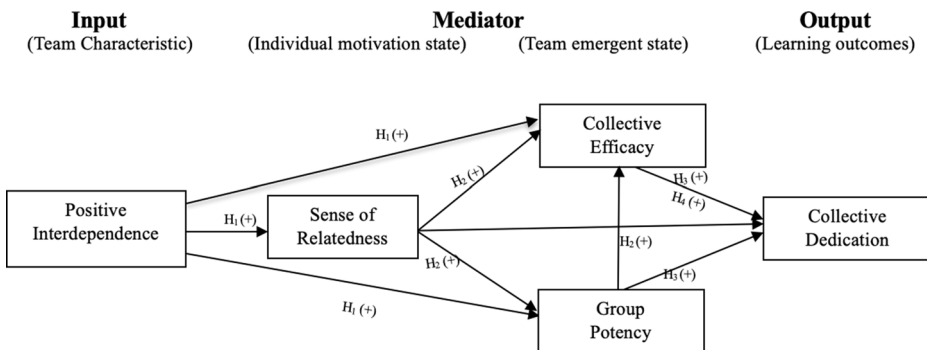 Input
Mediator
Output
(Team Characteristic)
(Individual motivation state)
(Team emergent state)
(Learning outcomes)
H₁(+)
Collective
Efficacy
H₂(+)
H₃(+)
H₄(+)
Positive
Interdependence
H₁(+)
Sense of
Relatedness
Collective
Dedication
H₂(+)
H₂(+)
H₃(+)
H₁(+)
Group
Potency